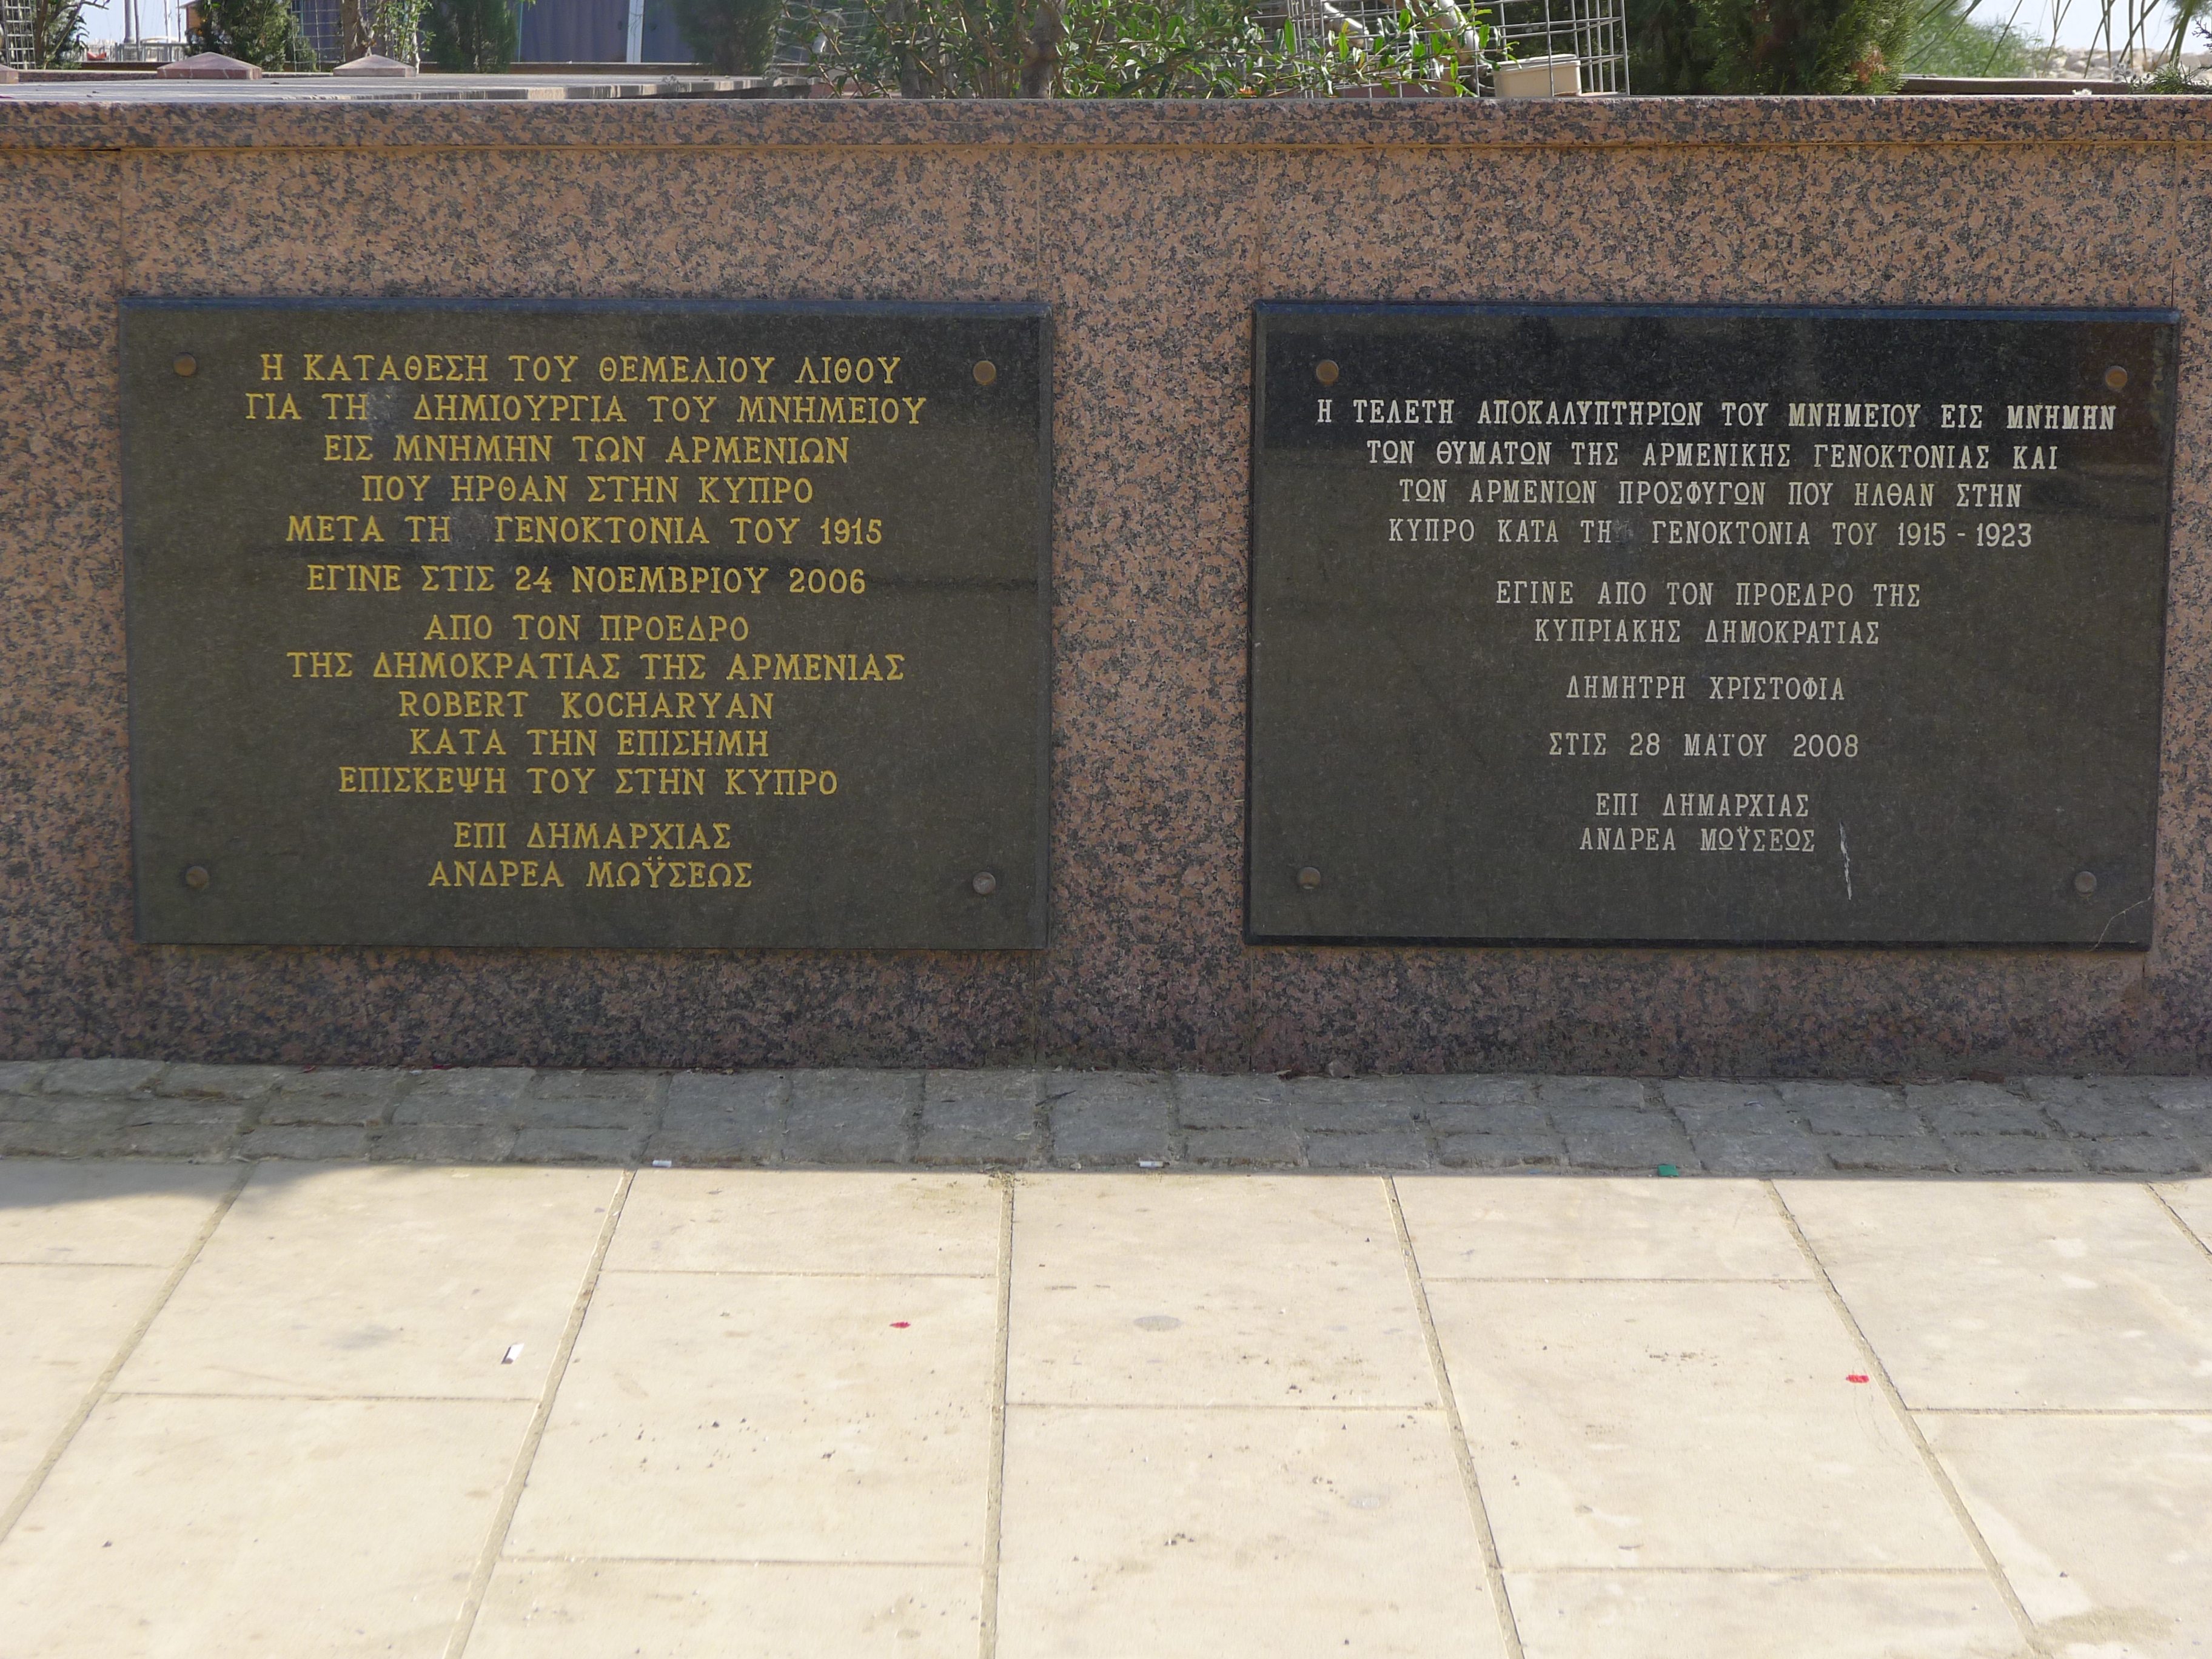 Η ΚΑΤΑΘΕΣΗ ΤΟΥ ΘΕΜΕΛΙΟΥ ΛΙΘΟΥ
ΓΙΑ ΤΗ ΔΗΜΙΟΥΡΓΙΑ ΤΟΥ ΜΝΗΜΕΙΟΥ
ΕΙΣ ΜΝΗΜΗΝ ΤΩΝ ΑΡΜΕΝΙΩΝ
ΠΟΥ ΗΡΘΑΝ ΣΤΗΝ ΚΥΠΡΟ
ΜΕΤΑ ΤΗ ΓΕΝΟΚΤΟΝΙΑ ΤΟΥ 1915
ΕΓΙΝΕ ΣΤΙΣ 24 ΝΟΕΜΒΡΙΟΥ 2006
ΑΠΟ ΤΟΝ ΠΡΟΕΔΡΟ
ΤΗΣ ΔΗΜΟΚΡΑΤΙΑΣ ΤΗΣ ΑΡΜΕΝΙΑΣ
ROBERT KOCHARYAN
ΚΑΤΑ ΤΗΝ ΕΠΙΣΗΜΗ
ΕΠΙΣΚΕΨΗ ΤΟΥ ΣΤΗΝ ΚΥΠΡΟ
ΕΠΙ ΔΗΜΑΡΧΙΑΣ
ΑΝΔΡΕΑ ΜΩΫΣΕΩΣ
Η ΤΕΛΕΤΗ ΑΠΟΚΑΛΥΠΤΗΡΙΩΝ ΤΟΥ ΜΝΗΜΕΙΟΥ ΕΙΣ ΜΝΗΜΗΝ
ΤΩΝ ΘΥΜΑΤΩΝ ΤΗΣ ΑΡΜΕΝΙΚΗΣ ΓΕΝΟΚΤΟΝΙΑΣ ΚΑΙ
ΤΩΝ ΑΡΜΕΝΙΩΝ ΠΡΟΣΦΥΓΩΝ ΠΟΥ ΗΛΘΑΝ ΣΤΗΝ
ΚΥΠΡΟ ΚΑΤΑ ΤΗ ΓΕΝΟΚΤΟΝΙΑ ΤΟΥ 1915 - 1923
ΕΓΙΝΕ ΑΠΟ ΤΟΝ ΠΡΟΕΔΡΟ ΤΗΣ
ΚΥΠΡΙΑΚΗΣ ΔΗΜΟΚΡΑΤΙΑΣ
ΔΗΜΗΤΡΗ ΧΡΙΣΤΟΦΙΑ
ΣΤΙΣ 28 ΜΑΪΟΥ 2008
ΕΠΙ ΔΗΜΑΡΧΙΑΣ
ΑΝΔΡΕΑ ΜΩΫΣΕΩΣ